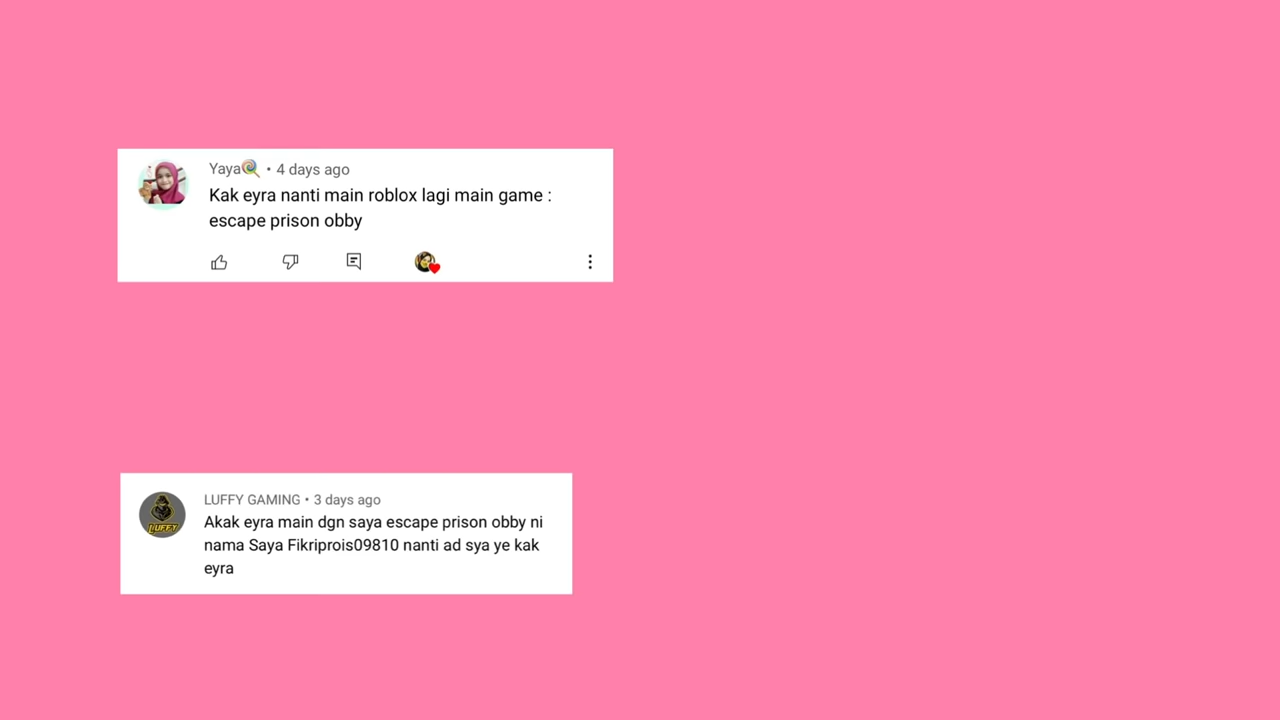 Yaya🍭 • 4 days ago
Kak eyra nanti main roblox lagi main game :
escape prison obby
LUFFY GAMING • 3 days ago
LUFFY
Akak eyra main dgn saya escape prison obby ni
nama Saya Fikriprois09810 nanti ad sya ye kak
eyra